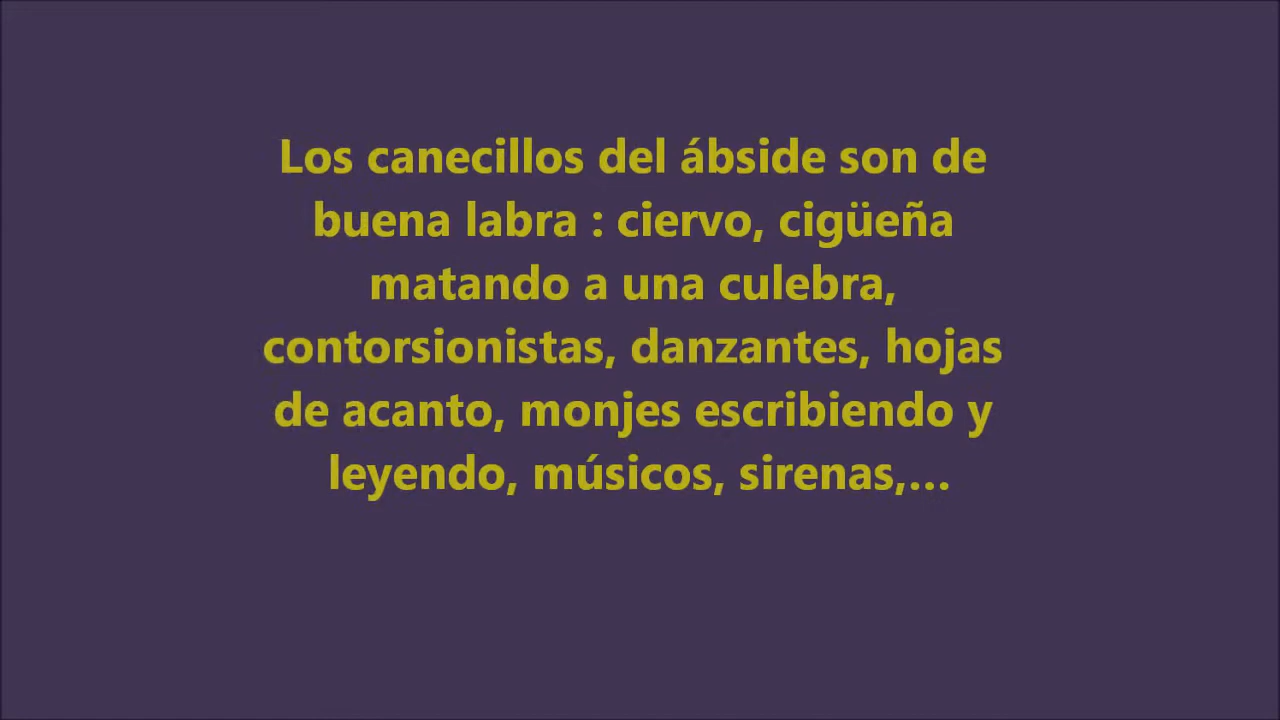 Los canecillos del ábside son de
buena labra : ciervo, cigüeña
matando a una culebra,
contorsionistas, danzantes, hojas
de acanto, monjes escribiendo y
leyendo, músicos, sirenas,...